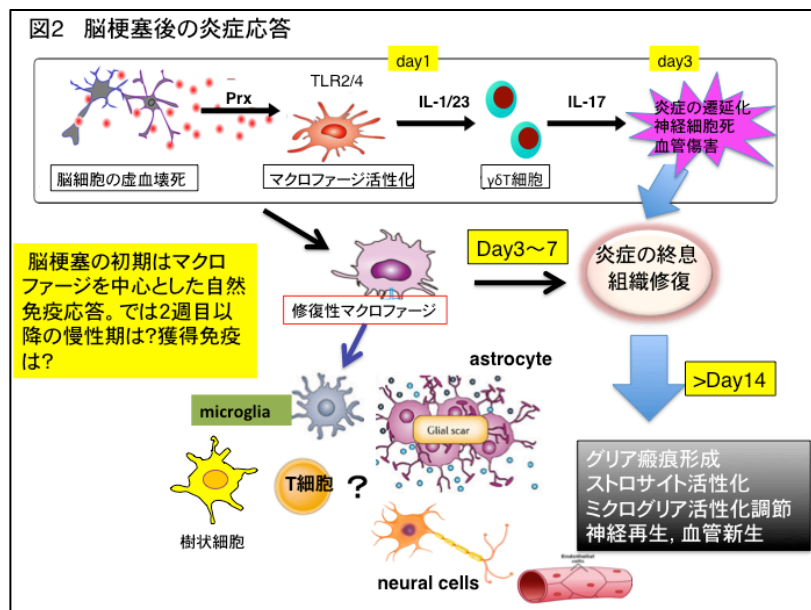 図2 脳梗塞後の炎症応答
day1
day3
TLR2/4
Prx
IL-1/23
IL-17
炎症の遷延化
神経細胞死
血管傷害
脳細胞の虚血壊死
マクロファージ活性化
γδT細胞
脳梗塞の初期はマクロ
ファージを中心とした自然
免疫応答。では2週目以
降の慢性期は?獲得免疫
は?
Day3〜7
炎症の終息
組織修復
修復性マクロファージ
astrocyte
>Day14
microglia
Glial scar
T細胞
?
樹状細胞
グリア瘢痕形成
ストロサイト活性化
ミクログリア活性化調節
神経再生, 血管新生
neural cells
Endothelial
cells